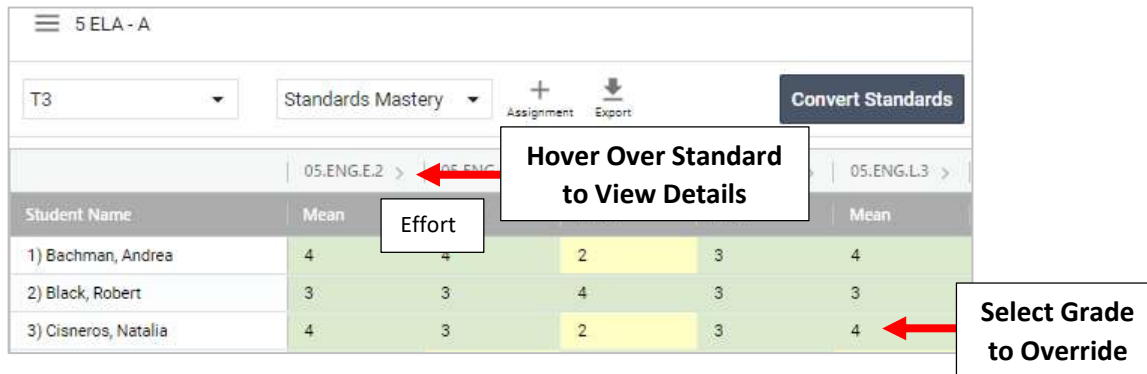 5 ELA - A
T3
Standards Mastery
Assignment
Export
Convert Standards
05.ENG.E.2 >
05.ENG
Hover Over Standard
to View Details
05.ENG.L.3 >
Student Name
Mean
Effort
Mean
1) Bachman, Andrea 4 4 2 3 4
2) Black, Robert 3 3 4 3 3
3) Cisneros, Natalia 4 3 2 3 4
Select Grade
to Override